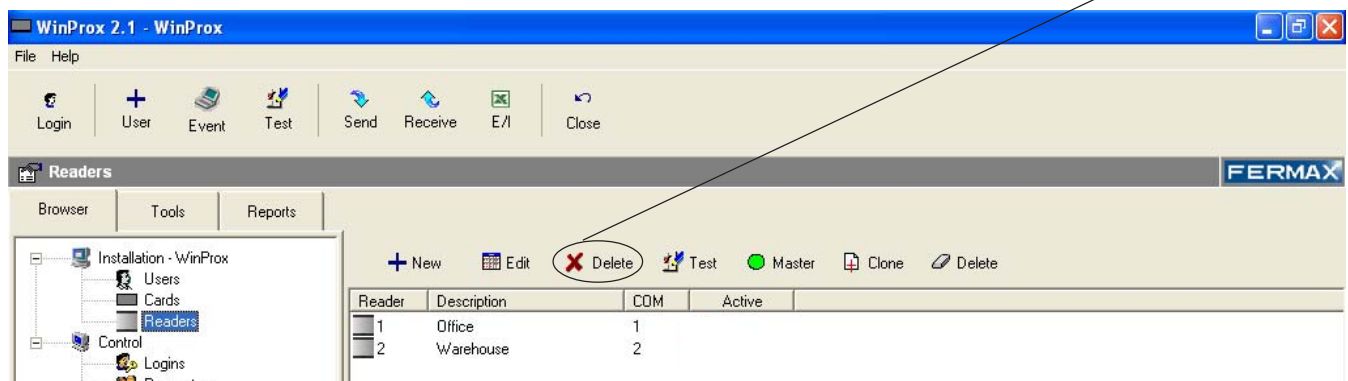 WinProx 2.1 - WinProx
File Help
Login User Event Test Send Receive E/I Close
Readers FERMAX
Browser Tools Reports
Installation - WinProx
Users
Cards
Readers
Control
Logins
New Edit Delete Test Master Clone Delete
Reader Description COM Active
1 Office 1
2 Warehouse 2